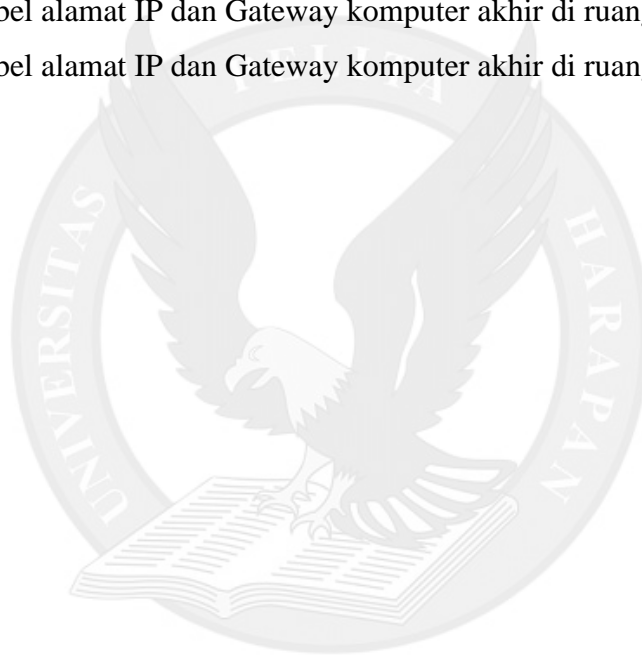 bel alamat IP dan Gateway komputer akhir di ruan
bel alamat IP dan Gateway komputer akhir di ruan
UNIVERSITAS PELITA HARAPAN